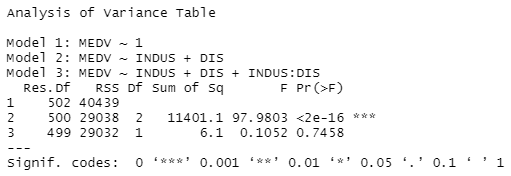 Analysis of Variance Table
Model 1: MEDV ~ 1
Model 2: MEDV ~ INDUS + DIS
Model 3: MEDV ~ INDUS + DIS + INDUS:DIS
Res.Df RSS Df Sum of Sq F Pr(>F)
1 502 40439
2 500 29038 2 11401.1 97.9803 <2e-16 ***
3 499 29032 1 6.1 0.1052 0.7458
---
Signif. codes: 0 ‘***’ 0.001 ‘**’ 0.01 ‘*’ 0.05 ‘.’ 0.1 ‘ ’ 1